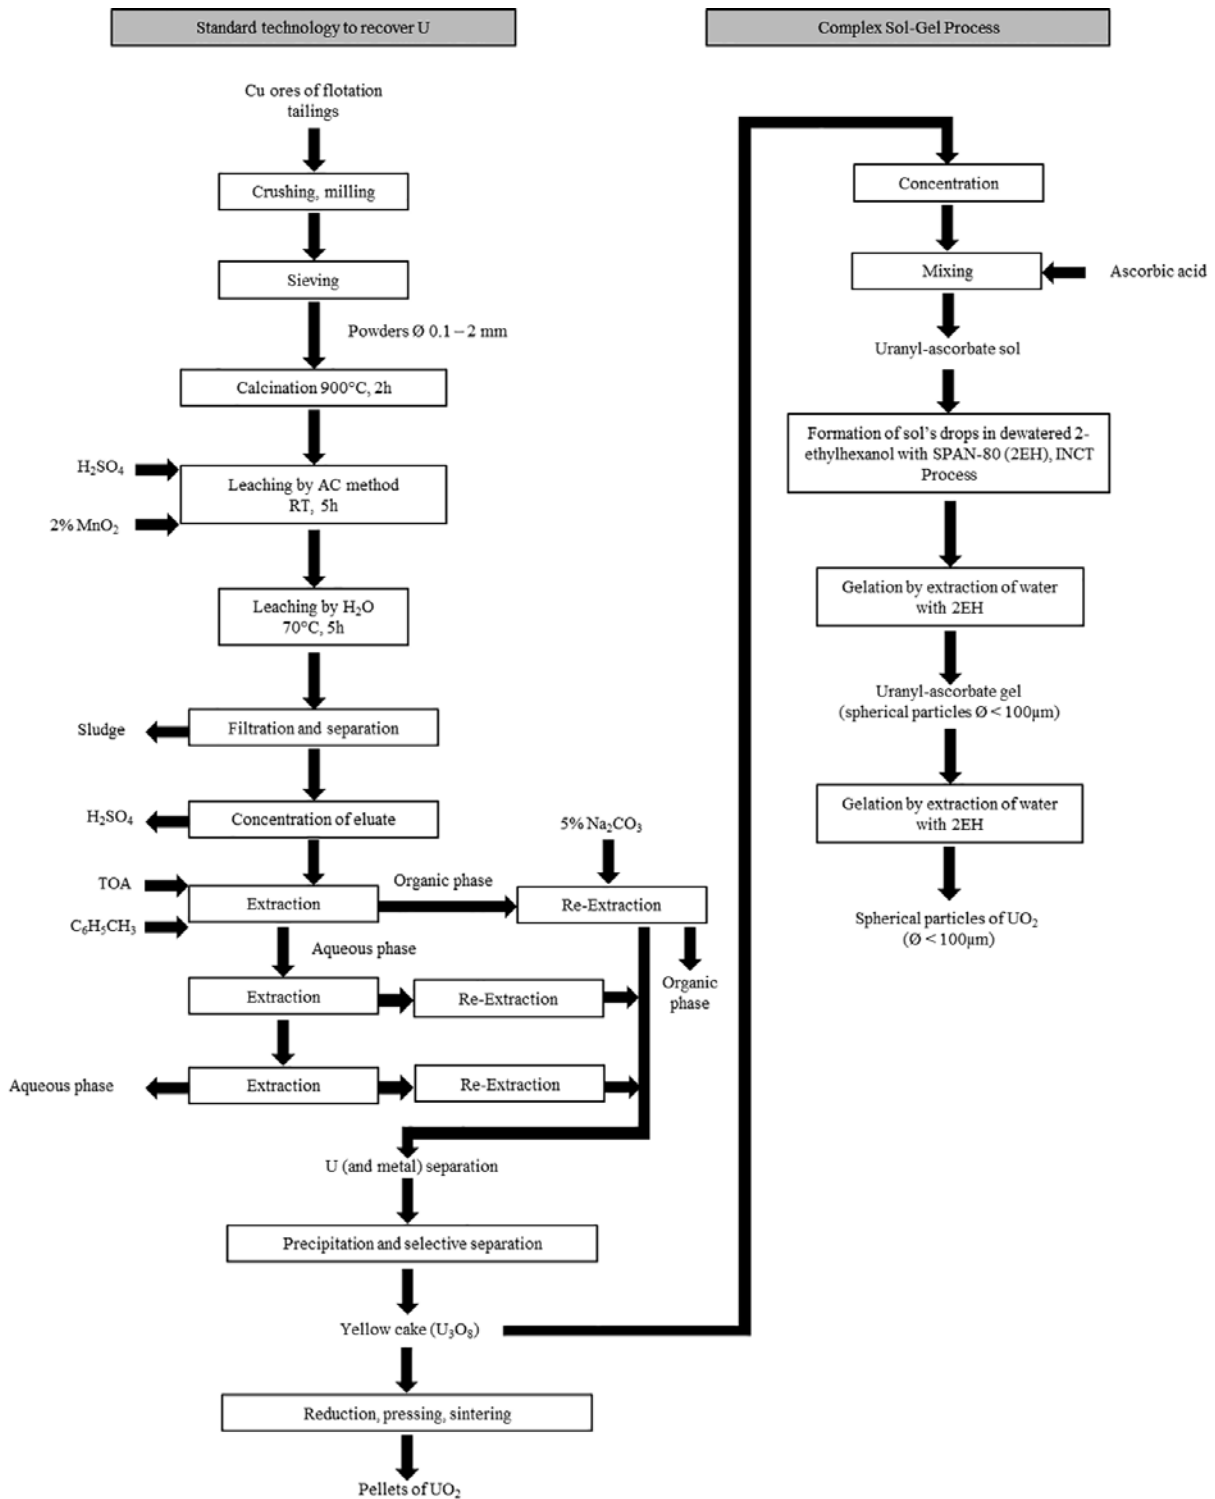 Standard technology to recover U
Cu ores of flotation
tailings
Crushing, milling
Sieving
Powders Ø 0.1 – 2 mm
Calcination 900°C, 2h
H₂SO₄
2% MnO₂
Leaching by AC method
RT, 5h
Leaching by H₂O
70°C, 5h
Sludge
Filtration and separation
H₂SO₄
Concentration of eluate
5% Na₂CO₃
TOA
C₆H₅CH₃
Extraction
Organic phase
Re-Extraction
Aqueous phase
Organic
phase
Extraction
Re-Extraction
Aqueous phase
Extraction
Re-Extraction
U (and metal) separation
Precipitation and selective separation
Yellow cake (U₃O₈)
Reduction, pressing, sintering
Pellets of UO₂
Complex Sol-Gel Process
Concentration
Mixing
Ascorbic acid
Uranyl-ascorbate sol
Formation of sol's drops in dewatered 2-
ethylhexanol with SPAN-80 (2EH), INCT
Process
Gelation by extraction of water
with 2EH
Uranyl-ascorbate gel
(spherical particles Ø < 100µm)
Gelation by extraction of water
with 2EH
Spherical particles of UO₂
(Ø < 100µm)